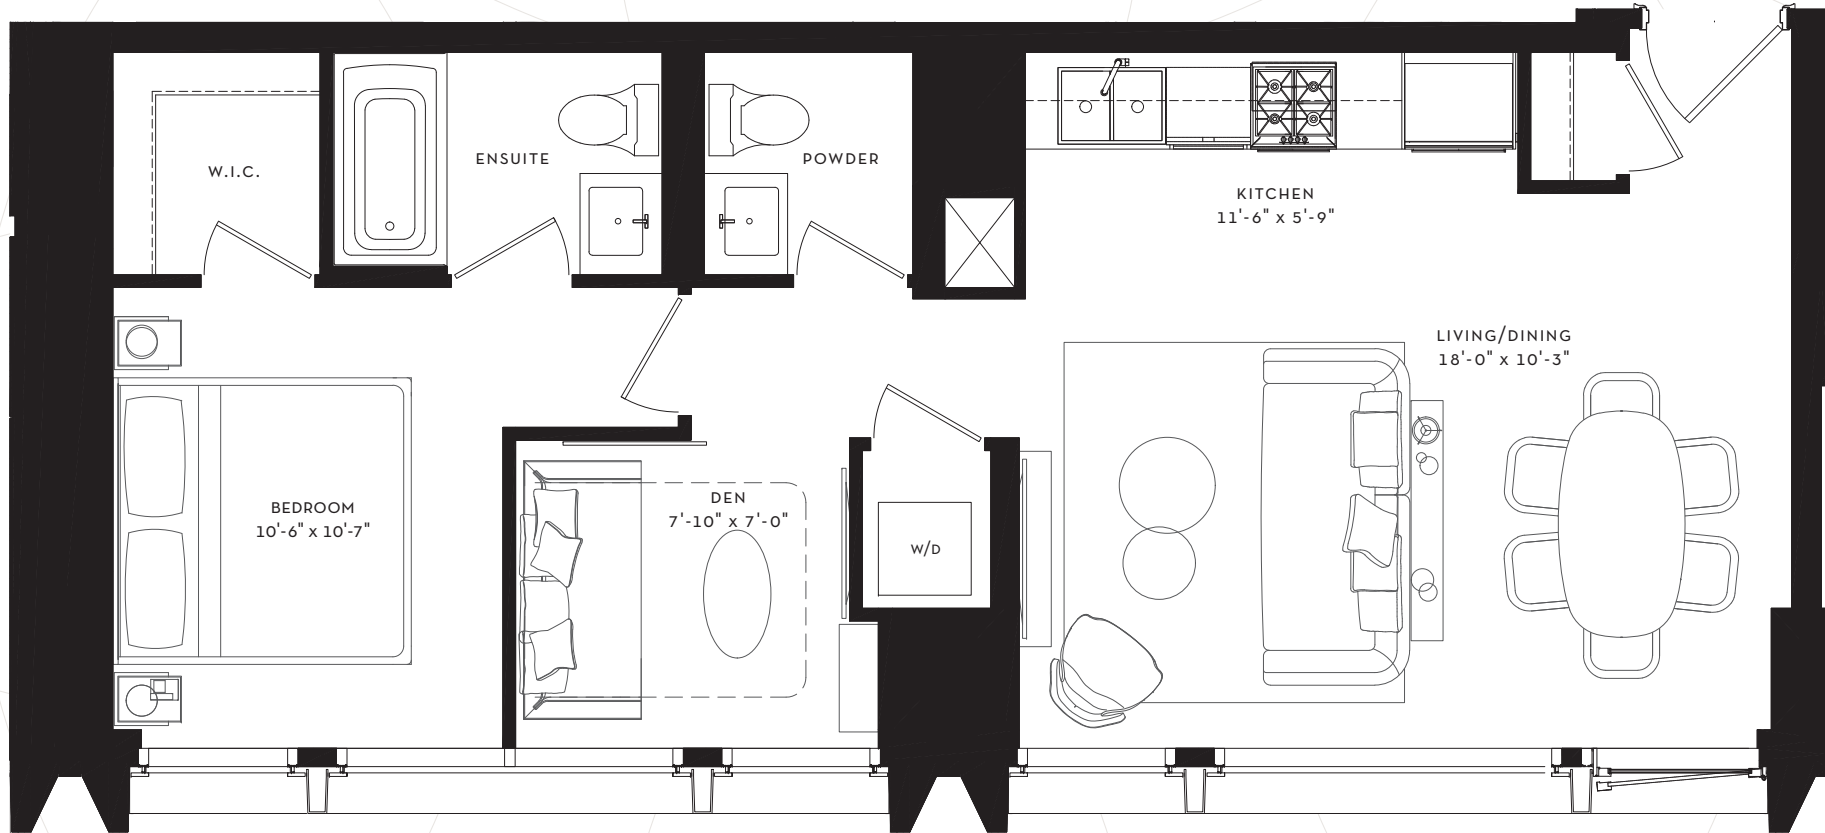 W.I.C.
ENSUITE
POWDER
KITCHEN
11'-6" x 5'-9"
LIVING/DINING
18'-0" x 10'-3"
BEDROOM
10'-6" x 10'-7"
DEN
7'-10" x 7'-0"
W/D